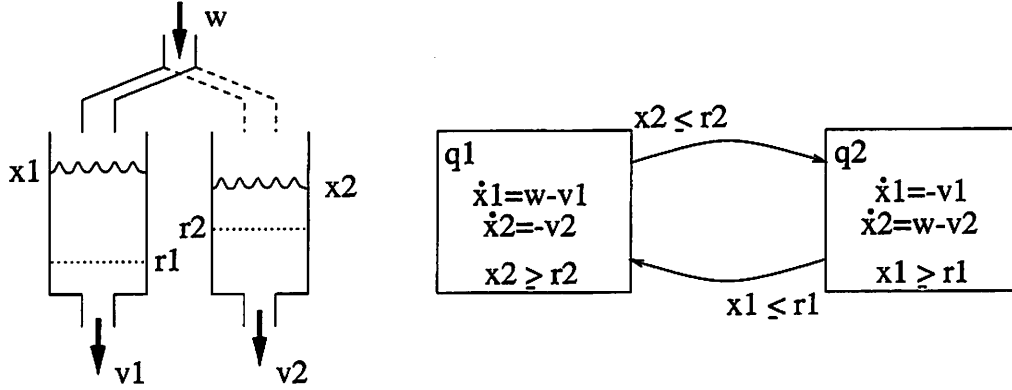 w
x1
x2
r2
r1
v1
v2
x2 ≤ r2
q1
ẋ1=w-v1
ẋ2=-v2
x2 ≥ r2
q2
ẋ1=-v1
ẋ2=w-v2
x1 ≥ r1
x1 ≤ r1